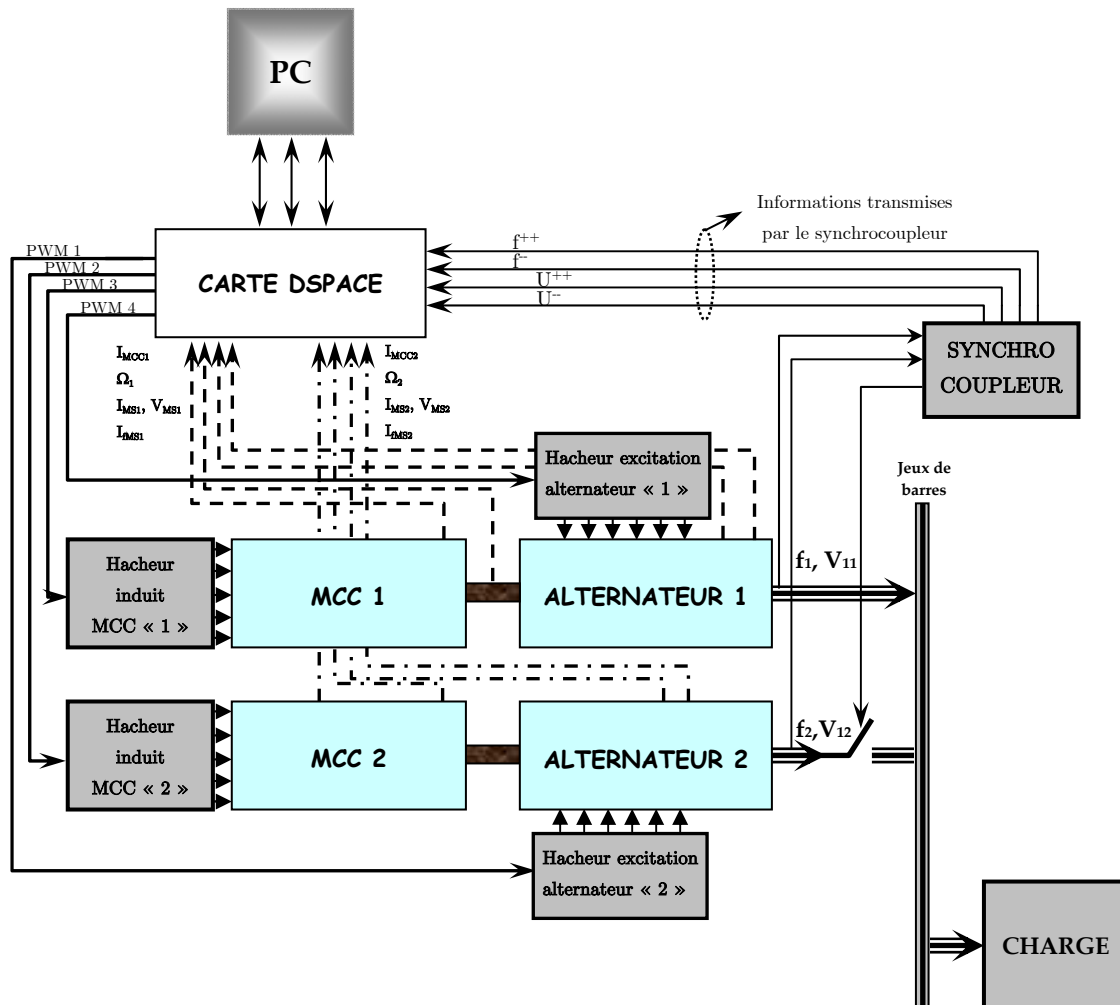 PC
Informations transmises
par le synchrocoupleur
PWM 1
PWM 2
PWM 3
PWM 4
CARTE DSPACE
f++
f--
U++
U--
SYNCHRO
COUPLEUR
IMCC1
Ω1
IMS1, VMS1
IfMS1
IMCC2
Ω2
IMS2, VMS2
IfMS2
Hacheur excitation
alternateur « 1 »
Jeux de
barres
Hacheur
induit
MCC « 1 »
MCC 1
ALTERNATEUR 1
f1, V11
Hacheur
induit
MCC « 2 »
MCC 2
ALTERNATEUR 2
f2,V12
Hacheur excitation
alternateur « 2 »
CHARGE